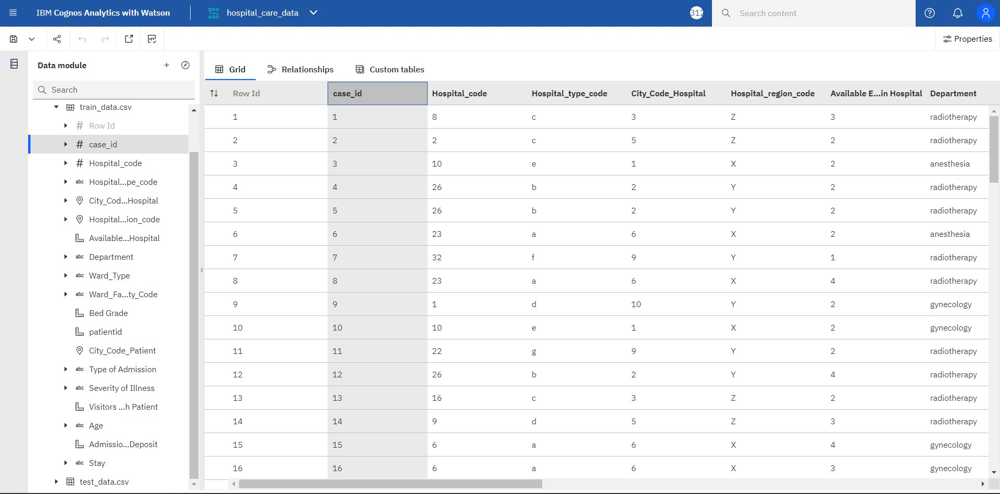 IBM Cognos Analytics with Watson
hospital_care_data
312
Search content
Properties
Data module
Search
train_data.csv
# Row Id
# case_id
# Hospital_code
abc Hospital...pe_code
City_Cod...Hospital
Hospital...ion_code
Available...Hospital
abc Department
abc Ward_Type
abc Ward_Fa...ty_Code
Bed Grade
patientid
City_Code_Patient
abc Type of Admission
abc Severity of Illness
Visitors ...h Patient
abc Age
Admissio...Deposit
abc Stay
test_data.csv
Grid Relationships Custom tables
Row Id case_id Hospital_code Hospital_type_code City_Code_Hospital Hospital_region_code Available E...in Hospital Department
1 1 8 c 3 Z 3 radiotherapy
2 2 2 c 5 Z 2 radiotherapy
3 3 10 e 1 X 2 anesthesia
4 4 26 b 2 Y 2 radiotherapy
5 5 26 b 2 Y 2 radiotherapy
6 6 23 a 6 X 2 anesthesia
7 7 32 f 9 Y 1 radiotherapy
8 8 23 a 6 X 4 radiotherapy
9 9 1 d 10 Y 2 gynecology
10 10 10 e 1 X 2 gynecology
11 11 22 g 9 Y 2 radiotherapy
12 12 26 b 2 Y 4 radiotherapy
13 13 16 c 3 Z 2 radiotherapy
14 14 9 d 5 Z 3 radiotherapy
15 15 6 a 6 X 4 gynecology
16 16 6 a 6 X 3 gynecology